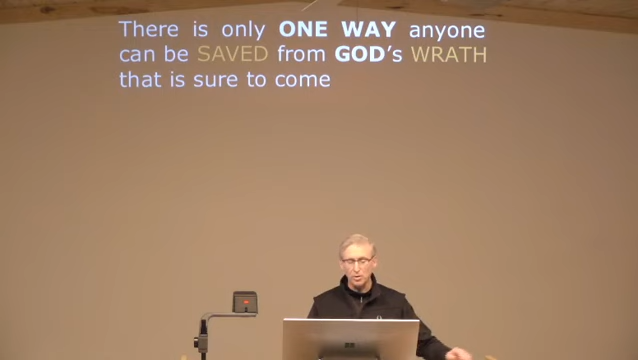 There is only ONE WAY anyone
can be SAVED from GOD's WRATH
that is sure to come